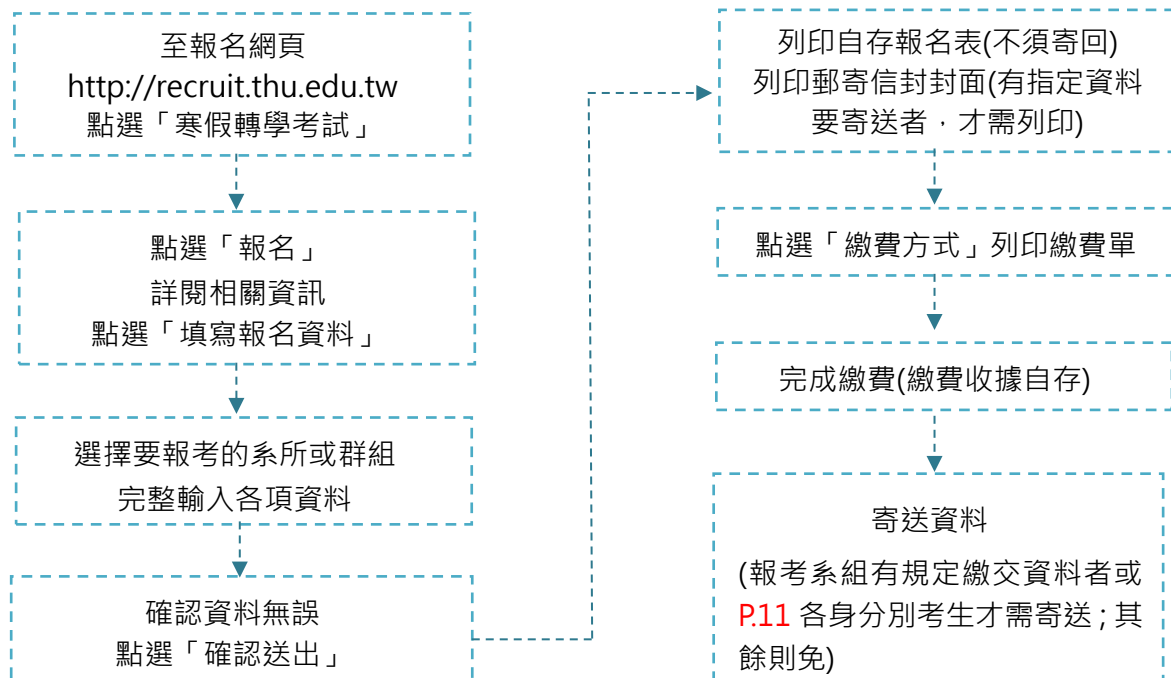 至報名網頁
http://recruit.thu.edu.tw
點選「寒假轉學考試」
點選「報名」
詳閱相關資訊
點選「填寫報名資料」
選擇要報考的系所或群組
完整輸入各項資料
確認資料無誤
點選「確認送出」
列印自存報名表(不須寄回)
列印郵寄信封封面(有指定資料
要寄送者，才需列印)
點選「繳費方式」列印繳費單
完成繳費(繳費收據自存)
寄送資料
(報考系組有規定繳交資料者或
P.11 各身分別考生才需寄送；其
餘則免)